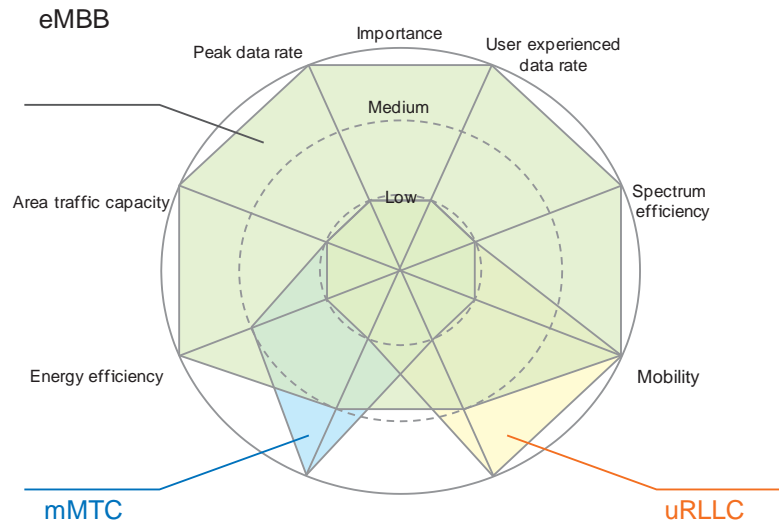 eMBB
Importance
Peak data rate
User experienced
data rate
Medium
Low
Area traffic capacity
Spectrum
efficiency
Energy efficiency
Mobility
mMTC
uRLLC